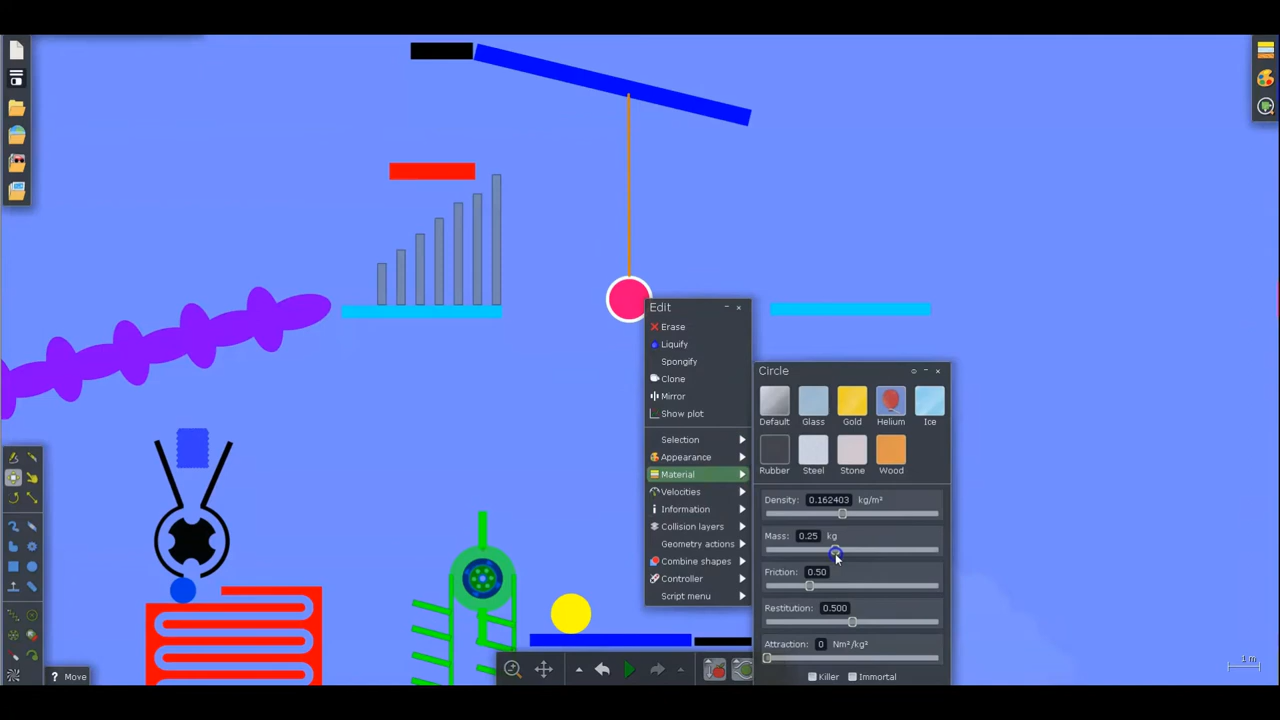 Edit
Erase
Liquify
Spongify
Clone
Mirror
Show plot
Selection
Appearance
Material
Velocities
Information
Collision layers
Geometry actions
Combine shapes
Controller
Script menu
Circle
Default Glass Gold Helium Ice
Rubber Steel Stone Wood
Density: 0.162403 kg/m²
Mass: 0.25 kg
Friction: 0.50
Restitution: 0.500
Attraction: 0 Nm²/kg²
Killer Immortal
1 m
? Move